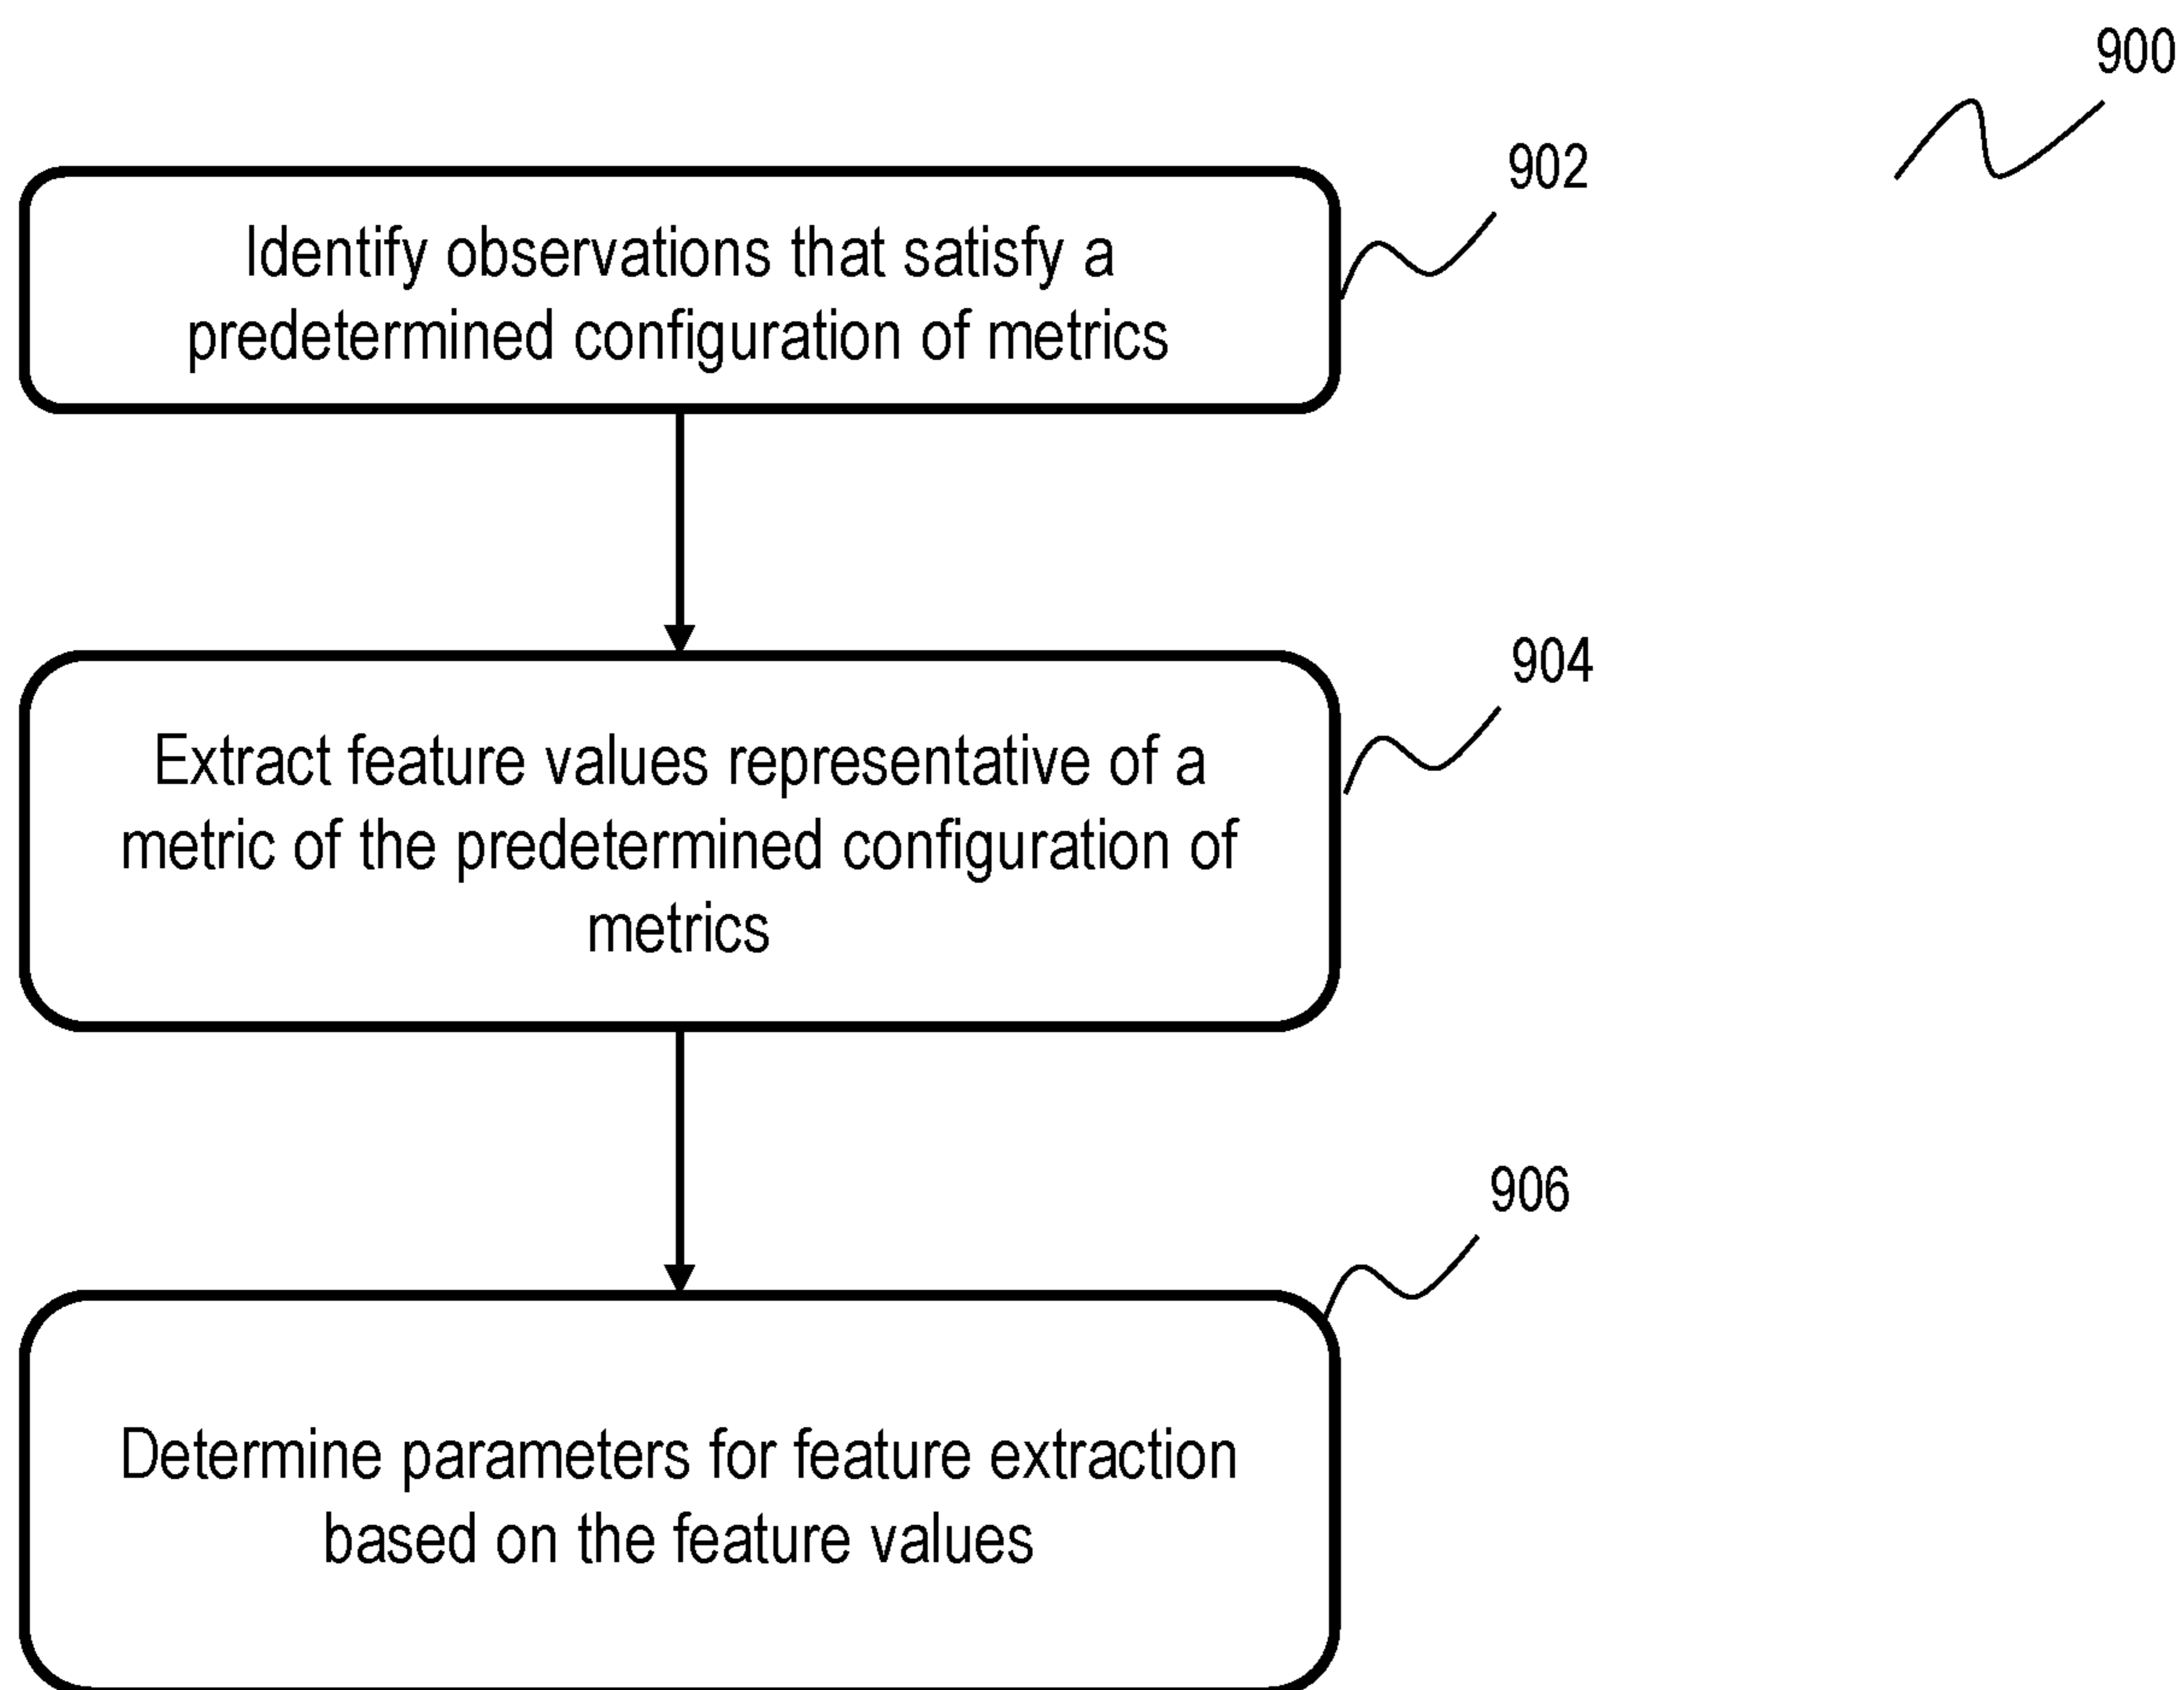 900
902
Identify observations that satisfy a
predetermined configuration of metrics
904
Extract feature values representative of a
metric of the predetermined configuration of
metrics
906
Determine parameters for feature extraction
based on the feature values